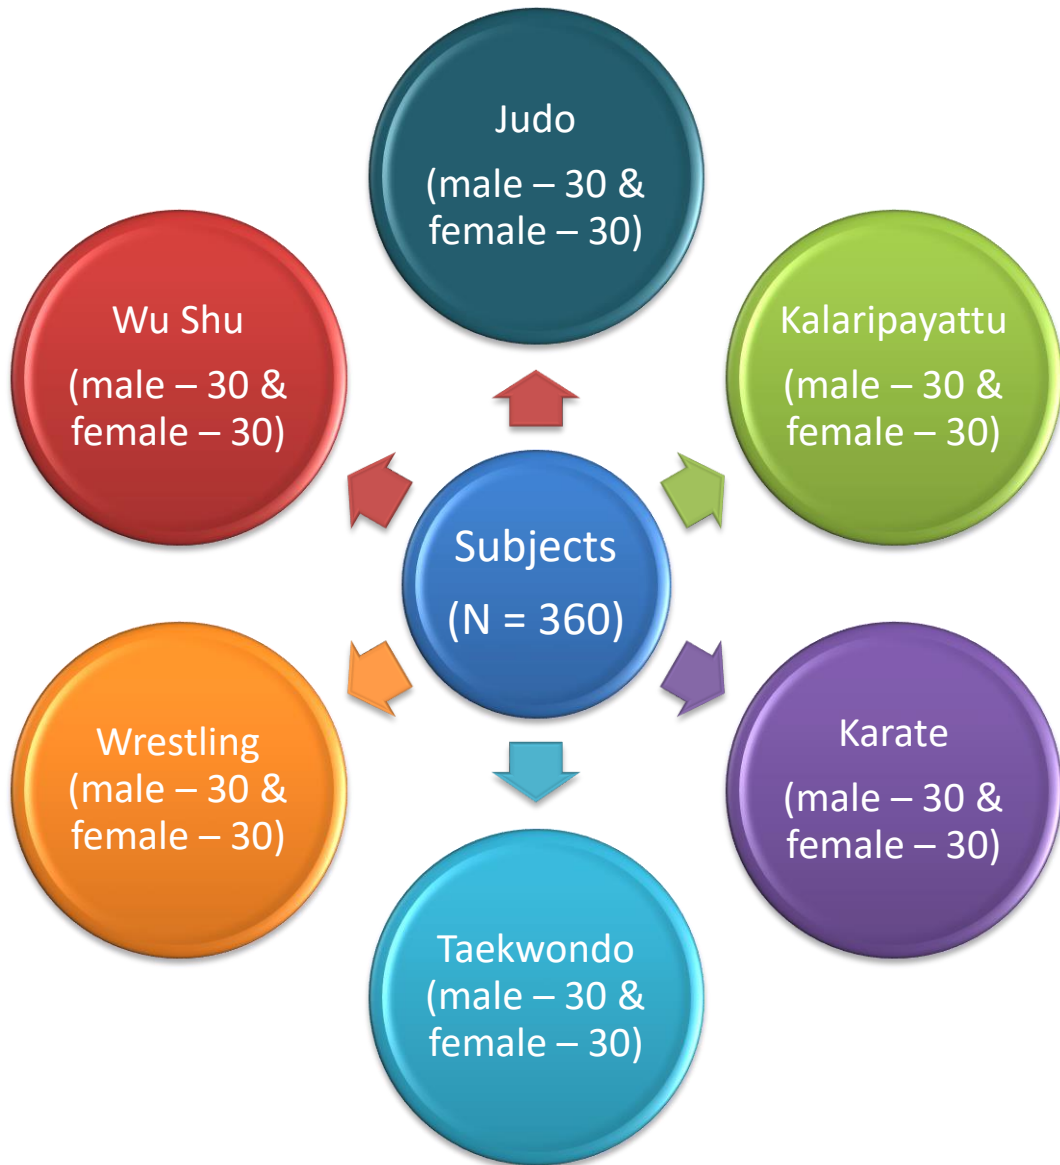 Judo
(male – 30 &
female – 30)
Wu Shu
(male – 30 &
female – 30)
Kalaripayattu
(male – 30 &
female – 30)
Subjects
(N = 360)
Wrestling
(male – 30 &
female – 30)
Karate
(male – 30 &
female – 30)
Taekwondo
(male – 30 &
female – 30)